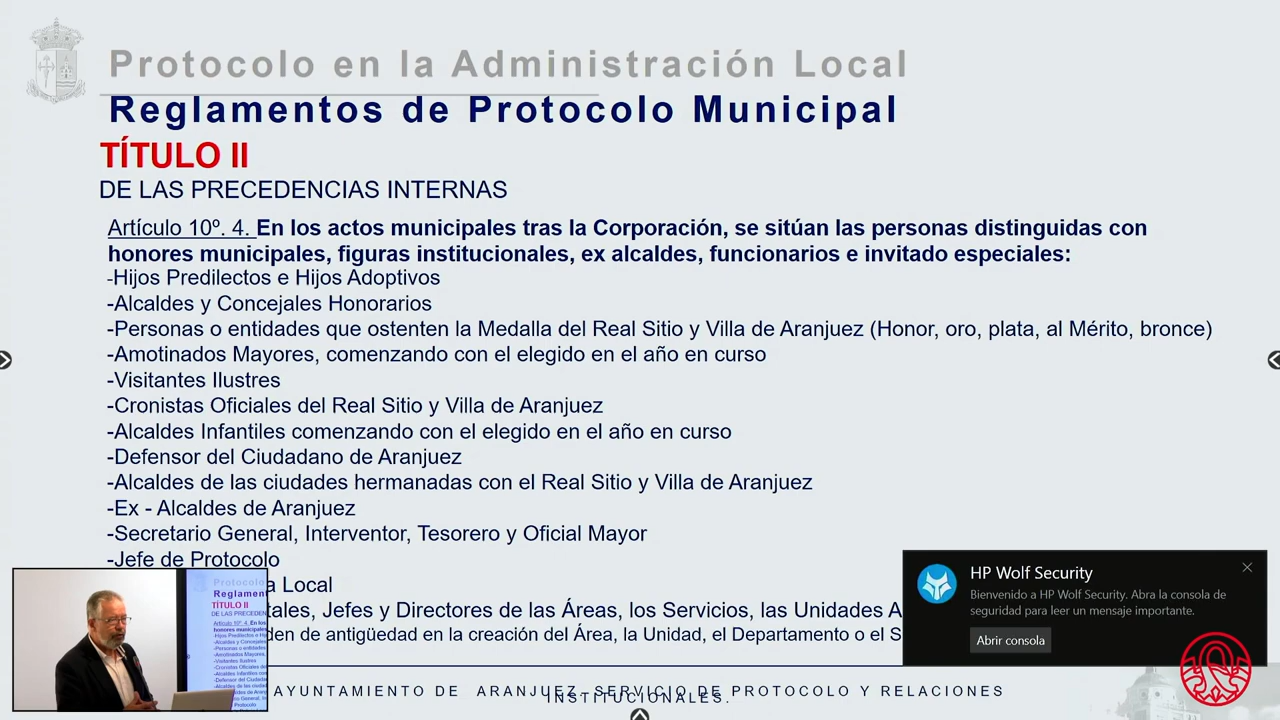 Protocolo en la Administración Local
Reglamentos de Protocolo Municipal
TÍTULO II
DE LAS PRECEDENCIAS INTERNAS
Artículo 10º. 4. En los actos municipales tras la Corporación, se sitúan las personas distinguidas con
honores municipales, figuras institucionales, ex alcaldes, funcionarios e invitado especiales:
-Hijos Predilectos e Hijos Adoptivos
-Alcaldes y Concejales Honorarios
-Personas o entidades que ostenten la Medalla del Real Sitio y Villa de Aranjuez (Honor, oro, plata, al Mérito, bronce)
-Amotinados Mayores, comenzando con el elegido en el año en curso
-Visitantes Ilustres
-Cronistas Oficiales del Real Sitio y Villa de Aranjuez
-Alcaldes Infantiles comenzando con el elegido en el año en curso
-Defensor del Ciudadano de Aranjuez
-Alcaldes de las ciudades hermanadas con el Real Sitio y Villa de Aranjuez
-Ex - Alcaldes de Aranjuez
-Secretario General, Interventor, Tesorero y Oficial Mayor
-Jefe de Protocolo
Local
Jefes y Directores de las Áreas, los Servicios, las Unidades
de antigüedad en la creación del Área, la Unidad, el Departamento o el
HP Wolf Security
Bienvenido a HP Wolf Security. Abra la consola de
seguridad para leer un mensaje importante.
Abrir consola
Protocolo
Reglament
TÍTULO II
DE LAS PRECEDEN
AYUNTAMIENTO DE ARANJUEZ. SERVICIO DE PROTOCOLO Y RELACIONES
INSTITUCIONALES.